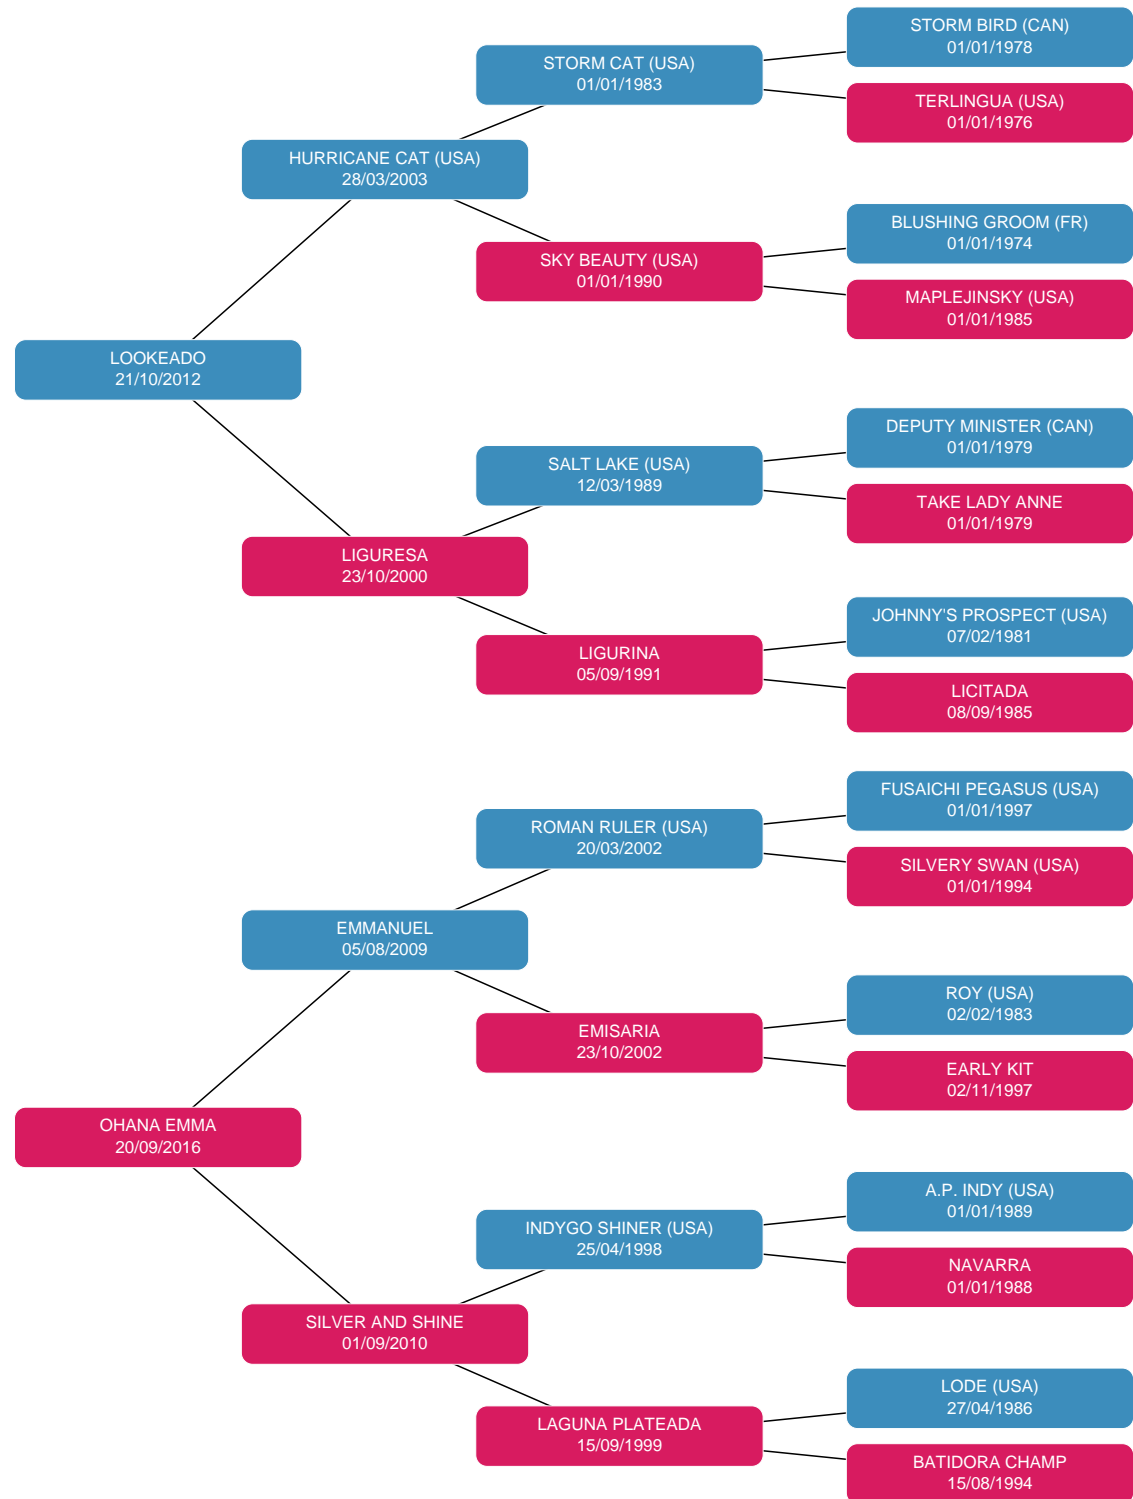 STORM BIRD (CAN)
01/01/1978
STORM CAT (USA)
01/01/1983
TERLINGUA (USA)
01/01/1976
HURRICANE CAT (USA)
28/03/2003
BLUSHING GROOM (FR)
01/01/1974
SKY BEAUTY (USA)
01/01/1990
MAPLEJINSKY (USA)
01/01/1985
LOOKEADO
21/10/2012
DEPUTY MINISTER (CAN)
01/01/1979
SALT LAKE (USA)
12/03/1989
TAKE LADY ANNE
01/01/1979
LIGURESA
23/10/2000
JOHNNY'S PROSPECT (USA)
07/02/1981
LIGURINA
05/09/1991
LICITADA
08/09/1985
FUSAICHI PEGASUS (USA)
01/01/1997
ROMAN RULER (USA)
20/03/2002
SILVERY SWAN (USA)
01/01/1994
EMMANUEL
05/08/2009
ROY (USA)
02/02/1983
EMISARIA
23/10/2002
EARLY KIT
02/11/1997
OHANA EMMA
20/09/2016
A.P. INDY (USA)
01/01/1989
INDYGO SHINER (USA)
25/04/1998
NAVARRA
01/01/1988
SILVER AND SHINE
01/09/2010
LODE (USA)
27/04/1986
LAGUNA PLATEADA
15/09/1999
BATIDORA CHAMP
15/08/1994